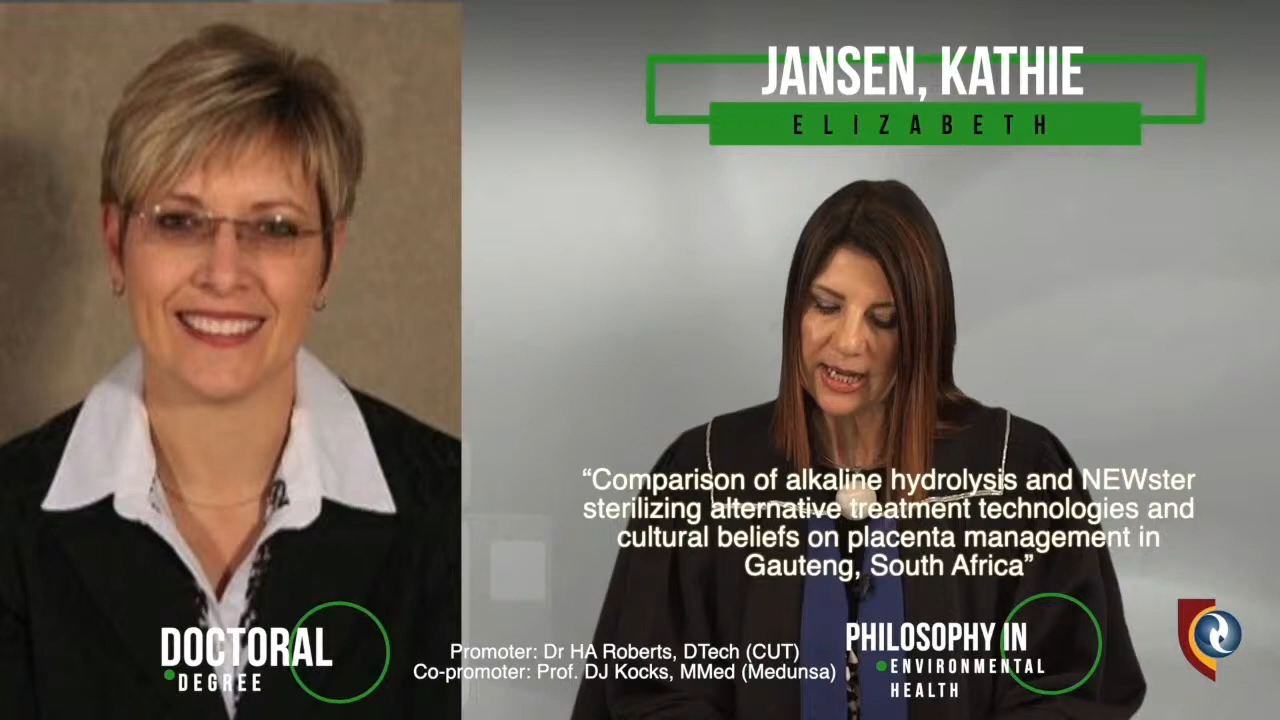 JANSEN, KATHIE
ELIZABETH
“Comparison of alkaline hydrolysis and NEWster
sterilizing alternative treatment technologies and
cultural beliefs on placenta management in
Gauteng, South Africa”
DOCTORAL
DEGREE
Promoter: Dr HA Roberts, DTech (CUT)
Co-promoter: Prof. DJ Kocks, MMed (Medunsa)
PHILOSOPHY IN
ENVIRONMENTAL
HEALTH